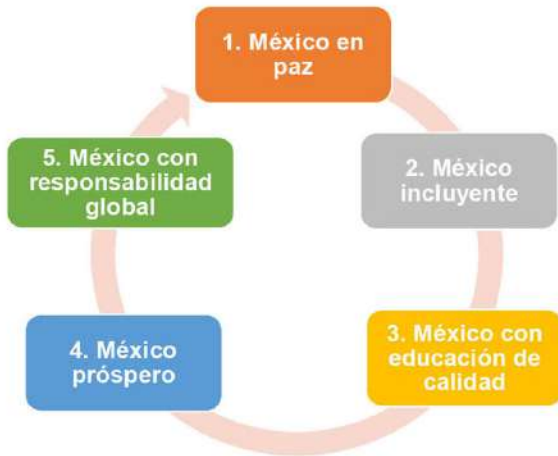 1. México en
paz
2. México
incluyente
3. México con
educación de
calidad
4. México
próspero
5. México con
responsabilidad
global